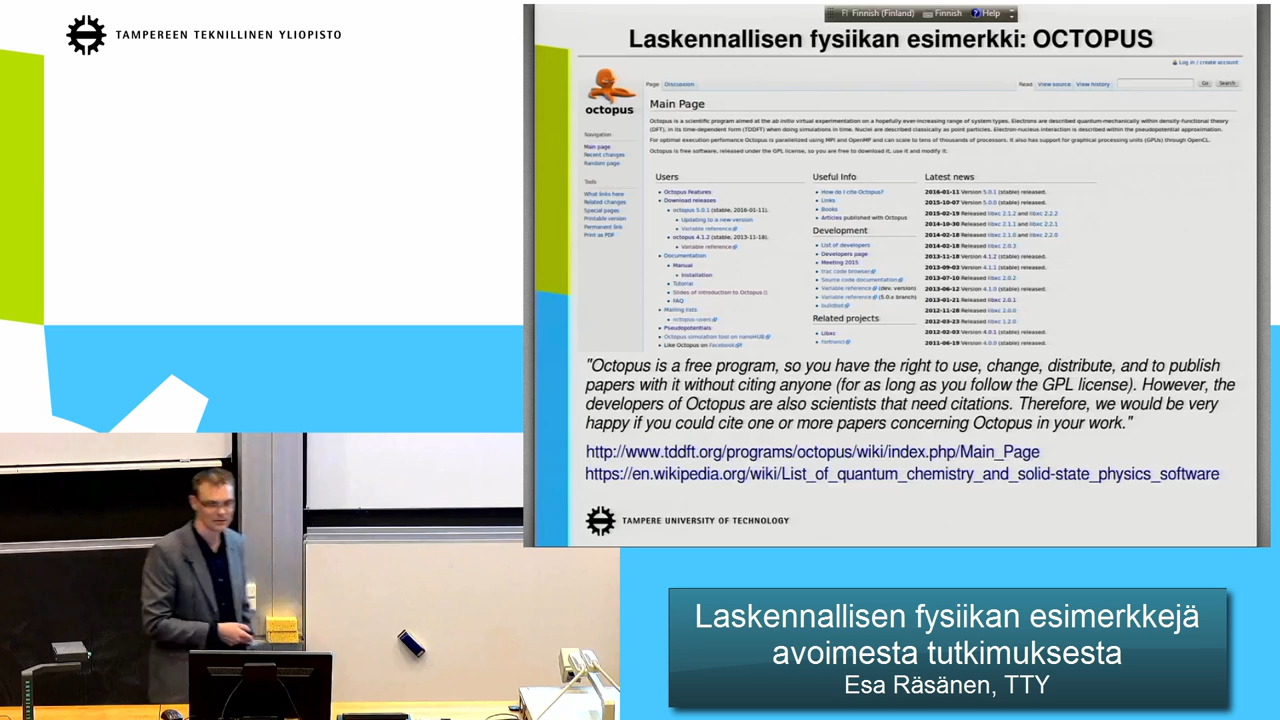 TAMPEREEN TEKNILLINEN YLIOPISTO
FI Finnish (Finland) Finnish Help
Laskennallisen fysiikan esimerkki: OCTOPUS
Log in / create account
octopus
Page Discussion Read View source View history Go Search
Main Page
Octopus is a scientific program aimed at the ab initio virtual experimentation on a hopefully ever-increasing range of system types. Electrons are described quantum-mechanically within density-functional theory
(DFT), in its time-dependent form (TDDFT) when doing simulations in time. Nuclei are described classically as point particles. Electron-nucleus interaction is described within the pseudopotential approximation.
For optimal execution perfomance Octopus is parallelized using MPI and OpenMP and can scale to tens of thousands of processors. It also has support for graphical processing units (GPUs) through OpenCL.
Octopus is free software, released under the GPL license, so you are free to download it, use it and modify it.
Navigation
Main page
Recent changes
Random page
Tools
What links here
Related changes
Special pages
Printable version
Permanent link
Print as PDF
Users
Octopus Features
Download releases
octopus 5.0.1 (stable, 2016-01-11).
Updating to a new version
Variable reference
octopus 4.1.2 (stable, 2013-11-18).
Variable reference
Documentation
Manual
Installation
Tutorial
Slides of introduction to Octopus
FAQ
Mailing lists
octopus-users
Pseudopotentials
Octopus simulation tool on nanoHUB
Like Octopus on Facebook
Useful Info
How do I cite Octopus?
Links
Books
Articles published with Octopus
Development
List of developers
Developers page
Meeting 2015
trac code browser
Source code documentation
Variable reference (dev. version)
Variable reference (5.0.x branch)
buildbot
Related projects
Libxc
fortrancl
Latest news
2016-01-11 Version 5.0.1 (stable) released.
2015-10-07 Version 5.0.0 (stable) released.
2015-02-19 Released libxc 2.1.2 and libxc 2.2.2
2014-10-30 Released libxc 2.1.1 and libxc 2.2.1
2014-02-18 Released libxc 2.1.0 and libxc 2.2.0
2014-02-18 Released libxc 2.0.3
2013-11-18 Version 4.1.2 (stable) released.
2013-09-03 Version 4.1.1 (stable) released.
2013-07-10 Released libxc 2.0.2
2013-06-12 Version 4.1.0 (stable) released.
2013-01-21 Released libxc 2.0.1
2012-11-28 Released libxc 2.0.0
2012-03-23 Released libxc 1.2.0
2012-02-03 Version 4.0.1 (stable) released.
2011-06-19 Version 4.0.0 (stable) released.
"Octopus is a free program, so you have the right to use, change, distribute, and to publish
papers with it without citing anyone (for as long as you follow the GPL license). However, the
developers of Octopus are also scientists that need citations. Therefore, we would be very
happy if you could cite one or more papers concerning Octopus in your work."
http://www.tddft.org/programs/octopus/wiki/index.php/Main_Page
https://en.wikipedia.org/wiki/List_of_quantum_chemistry_and_solid-state_physics_software
TAMPERE UNIVERSITY OF TECHNOLOGY
Laskennallisen fysiikan esimerkkejä
avoimesta tutkimuksesta
Esa Räsänen, TTY